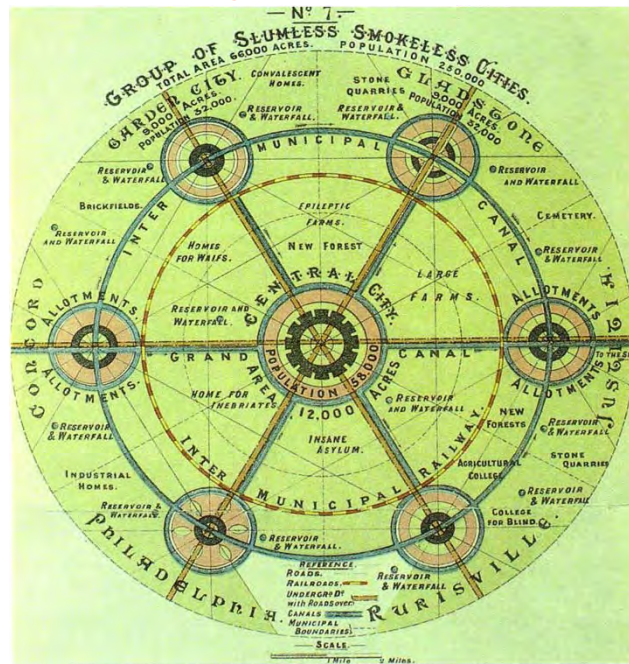 — Nº 7. —
GROUP OF SLUMLESS SMOKELESS CITIES.
TOTAL AREA 66000 ACRES. POPULATION 250.000
GARDEN CITY.
9,000 ACRES.
POPULATION 32,000.
CONVALESCENT
HOMES.
STONE
QUARRIES
GLADSTONE
9,000 ACRES
POPULATION 32,000
RESERVOIR
& WATERFALL
RESERVOIR &
WATERFALL.
INTER MUNICIPAL CANAL
RESERVOIR
& WATERFALL
RESERVOIR
AND WATERFALL
BRICKFIELDS.
EPILEPTIC
FARMS.
CEMETERY.
RESERVOIR
AND WATERFALL
HOMES
FOR WAIFS.
NEW FOREST
RESERVOIR
& WATERFALL
LARGE
FARMS.
CONCORD
ALLOTMENTS.
RESERVOIR AND
WATERFALL.
CENTRAL CITY.
ALLOTMENTS
JUSTITIA
GRAND CANAL
TO THE
ALLOTMENTS.
AREA 12,000 ACRES
POPULATION 58,000
ALLOTMENTS
HOME FOR
INEBRIATES
RESERVOIR
AND WATERFALL
NEW
FORESTS
RESERVOIR
& WATERFALL
INSANE
ASYLUM.
RESERVOIR
& WATERFALL
STONE
QUARRIES
INDUSTRIAL
HOMES.
INTER MUNICIPAL RAILWAY.
AGRICULTURAL
COLLEGE
RESERVOIR
& WATERFALL
RESERVOIR &
WATERFALL.
COLLEGE
FOR BLIND.
RESERVOIR
& WATERFALL.
PHILADELPHIA.
RURISVILLE.
REFERENCE.
ROADS.
RAILROADS.
UNDERGRD Dº
WITH ROADS OVER
CANALS
MUNICIPAL
BOUNDARIES
RESERVOIR
& WATERFALL
SCALE.
1 MILE 2 MILES.